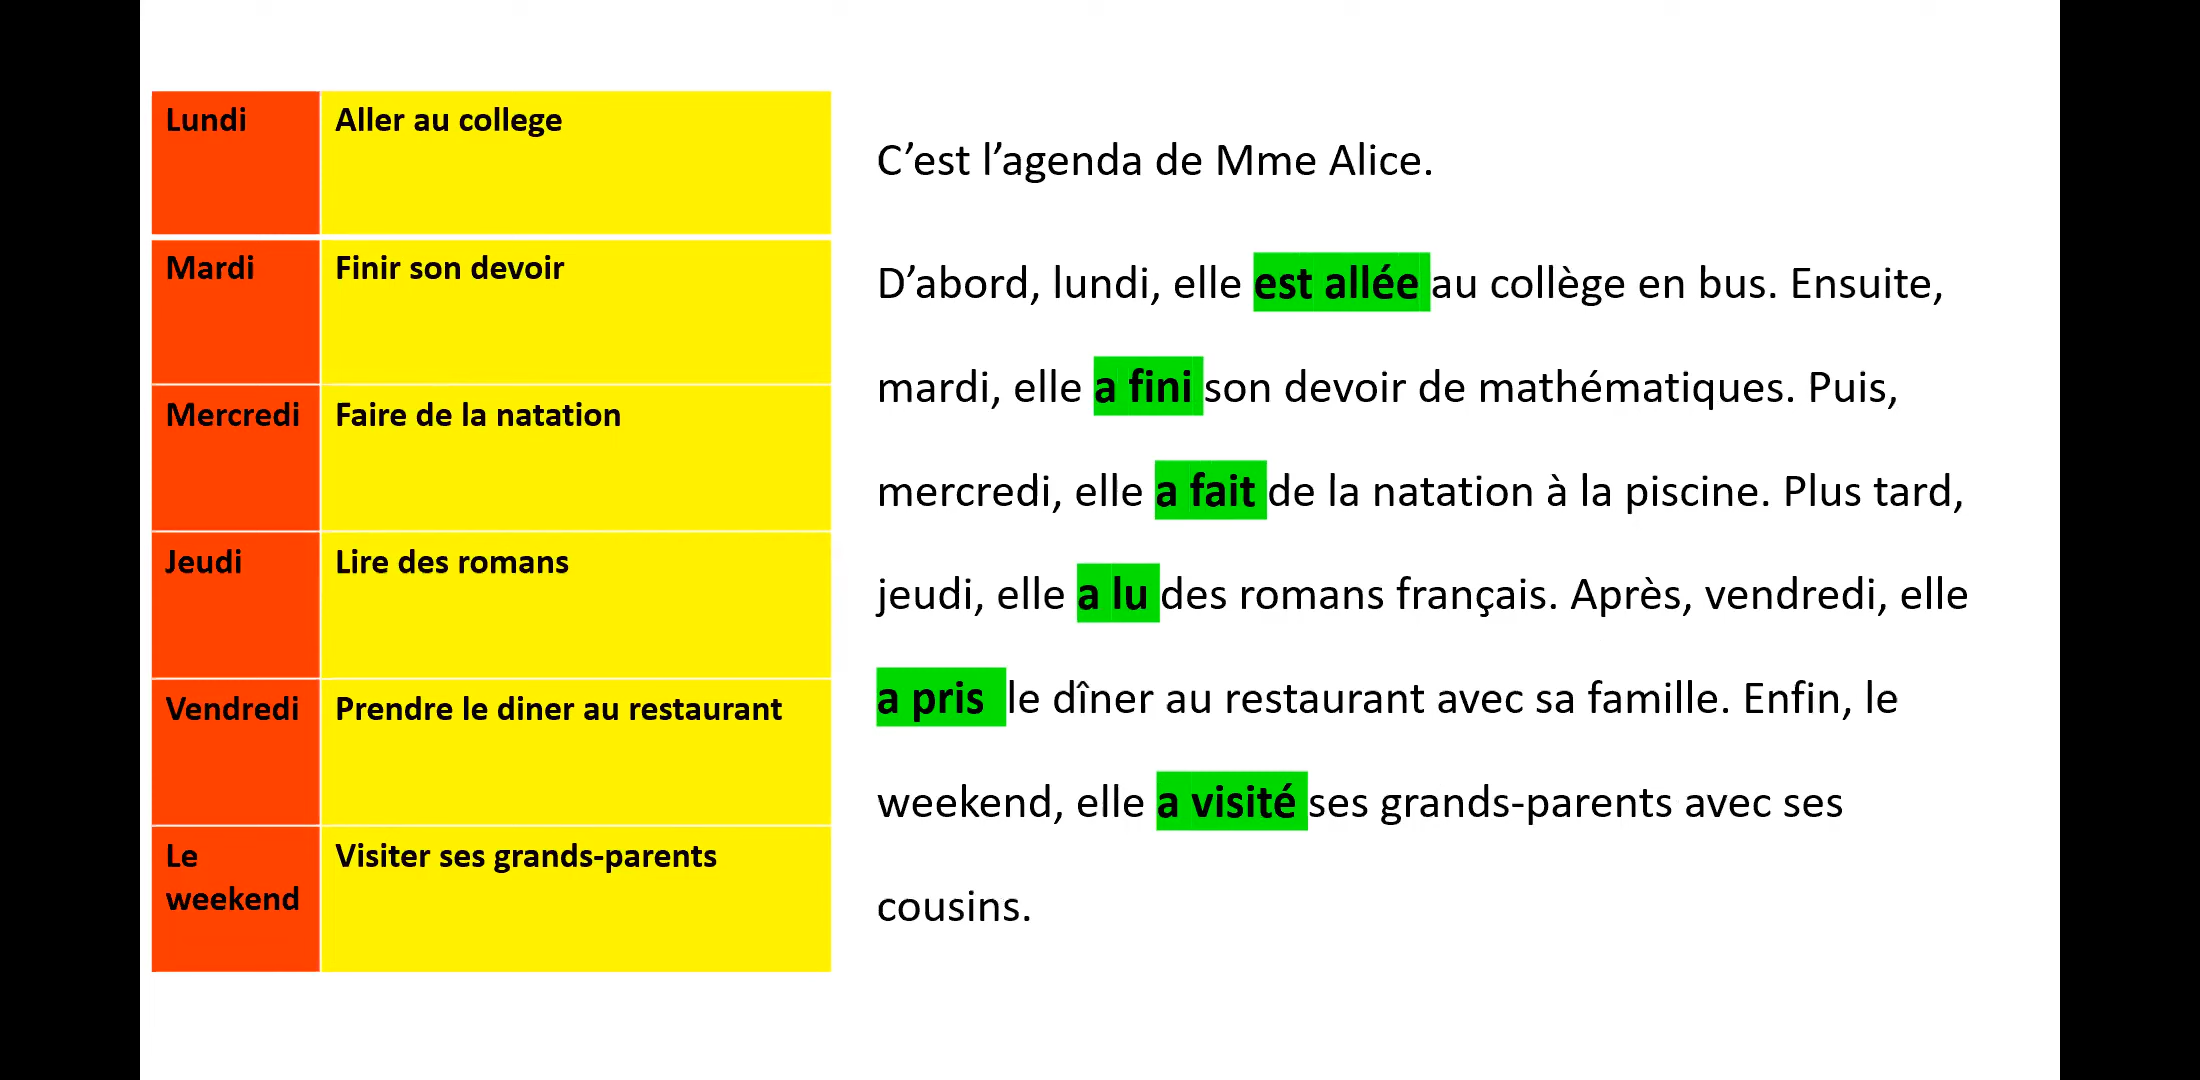 Lundi
Aller au college
Mardi
Finir son devoir
Mercredi
Faire de la natation
Jeudi
Lire des romans
Vendredi
Prendre le diner au restaurant
Le
weekend
Visiter ses grands-parents
C’est l’agenda de Mme Alice.
D’abord, lundi, elle est allée au collège en bus. Ensuite,
mardi, elle a fini son devoir de mathématiques. Puis,
mercredi, elle a fait de la natation à la piscine. Plus tard,
jeudi, elle a lu des romans français. Après, vendredi, elle
a pris le dîner au restaurant avec sa famille. Enfin, le
weekend, elle a visité ses grands-parents avec ses
cousins.